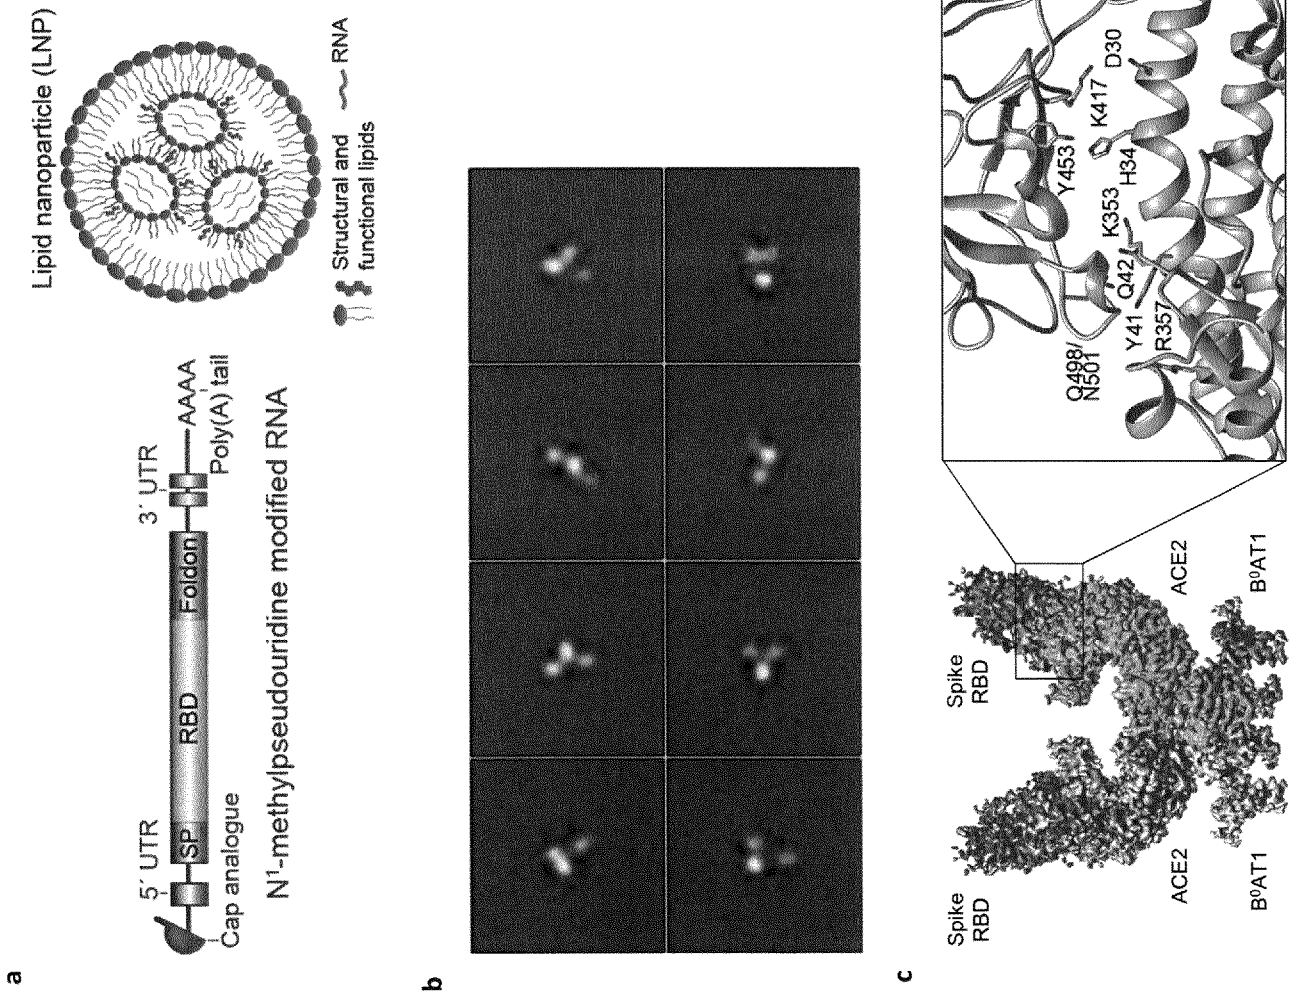 a
5´ UTR
3´ UTR
SP
RBD
Foldon
AAAA
Cap analogue
Poly(A) tail
N¹-methylpseudouridine modified RNA
Lipid nanoparticle (LNP)
Structural and
functional lipids
RNA
b
c
Spike
RBD
Spike
RBD
ACE2
ACE2
B⁰AT1
B⁰AT1
Q498/
N501
Y41
R357
Q42
K353
H34
Y453
K417
D30